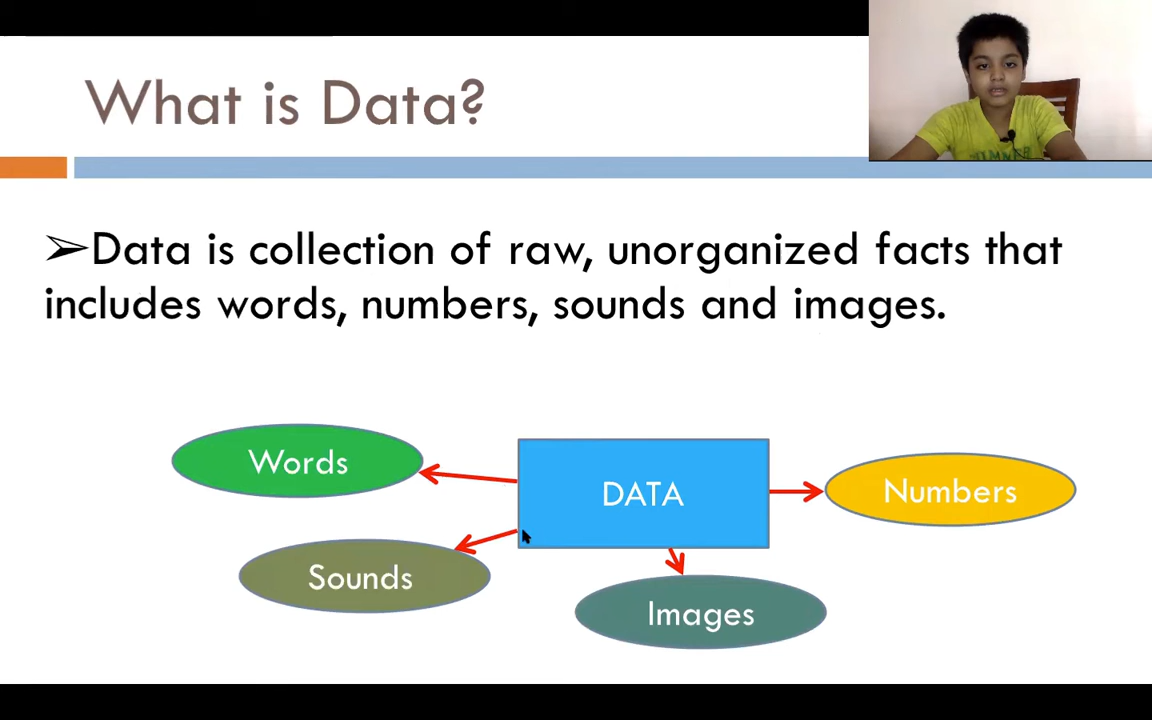 What is Data?
➢Data is collection of raw, unorganized facts that
includes words, numbers, sounds and images.
Words
DATA
Numbers
Sounds
Images